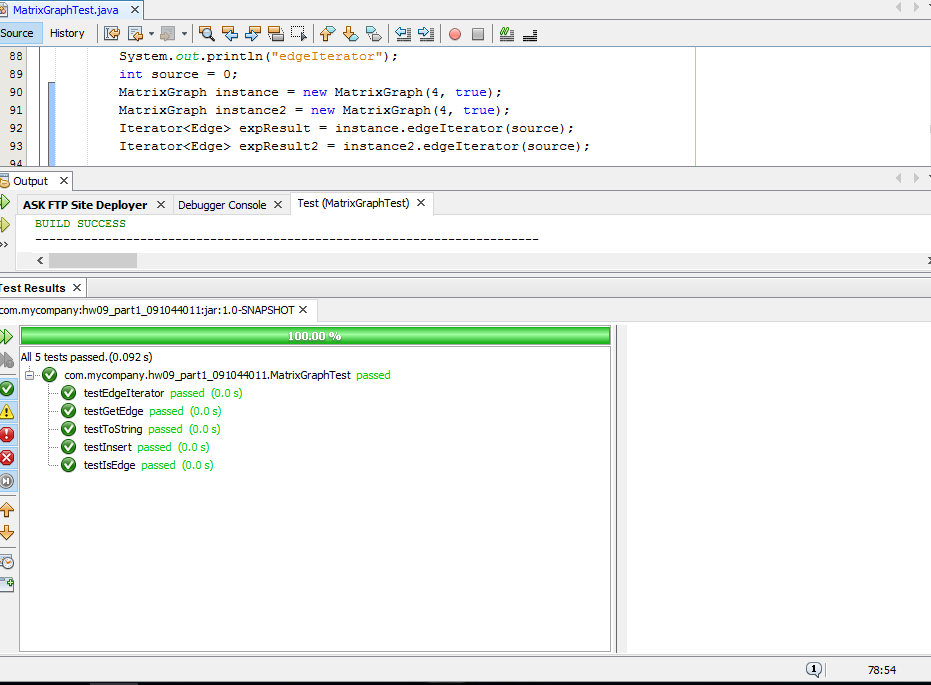 MatrixGraphTest.java
Source History
88 System.out.println("edgeIterator");
89 int source = 0;
90 MatrixGraph instance = new MatrixGraph(4, true);
91 MatrixGraph instance2 = new MatrixGraph(4, true);
92 Iterator<Edge> expResult = instance.edgeIterator(source);
93 Iterator<Edge> expResult2 = instance2.edgeIterator(source);
94
Output
ASK FTP Site Deployer Debugger Console Test (MatrixGraphTest)
BUILD SUCCESS
------------------------------------------------------------------------
Test Results
com.mycompany:hw09_part1_091044011:jar:1.0-SNAPSHOT
100.00 %
All 5 tests passed.(0.092 s)
com.mycompany.hw09_part1_091044011.MatrixGraphTest passed
testEdgeIterator passed (0.0 s)
testGetEdge passed (0.0 s)
testToString passed (0.0 s)
testInsert passed (0.0 s)
testIsEdge passed (0.0 s)
1 78:54